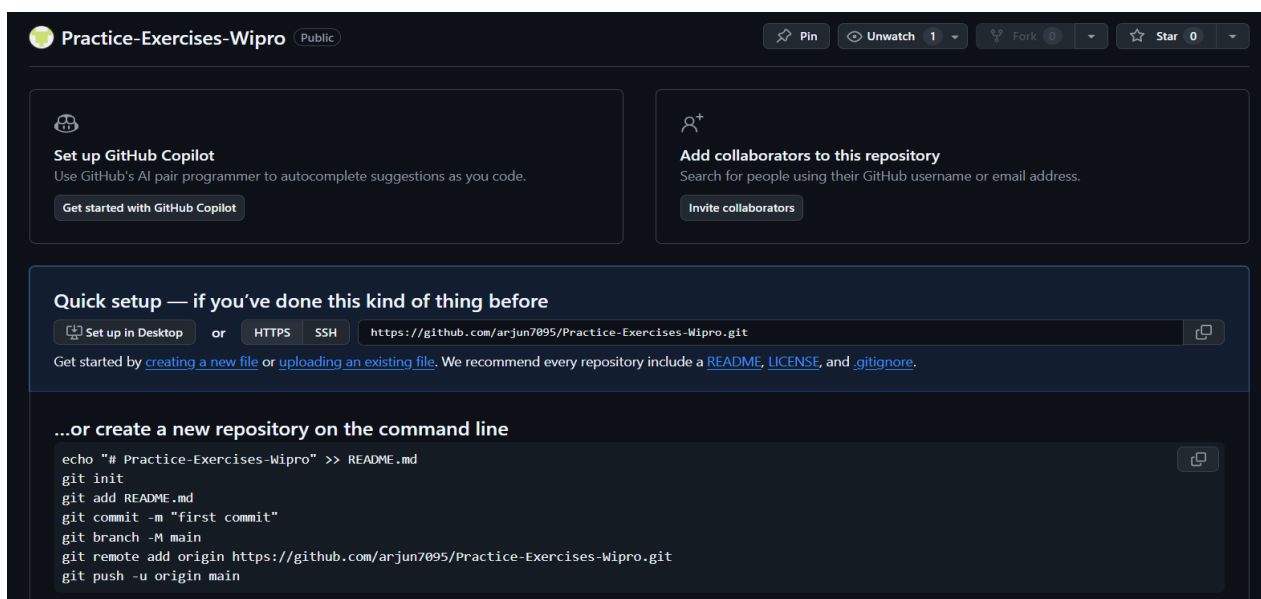 Practice-Exercises-Wipro Public
Pin Unwatch 1 Fork 0 Star 0
Set up GitHub Copilot
Use GitHub's AI pair programmer to autocomplete suggestions as you code.
Get started with GitHub Copilot
Add collaborators to this repository
Search for people using their GitHub username or email address.
Invite collaborators
Quick setup — if you've done this kind of thing before
Set up in Desktop or HTTPS SSH https://github.com/arjun7095/Practice-Exercises-Wipro.git
Get started by creating a new file or uploading an existing file. We recommend every repository include a README, LICENSE, and .gitignore.
...or create a new repository on the command line
echo "# Practice-Exercises-Wipro" >> README.md
git init
git add README.md
git commit -m "first commit"
git branch -M main
git remote add origin https://github.com/arjun7095/Practice-Exercises-Wipro.git
git push -u origin main